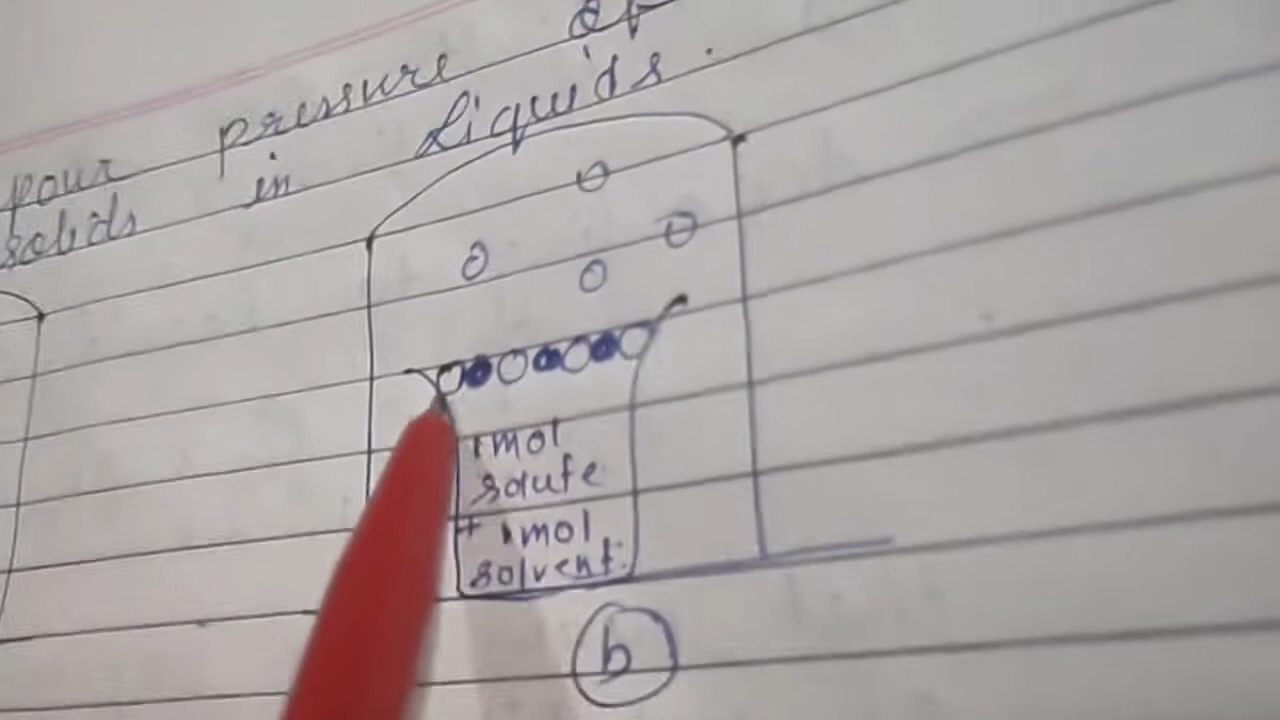 pour pressure of
solids in liquids.
1mol
solute
+ 1mol
solvent
b